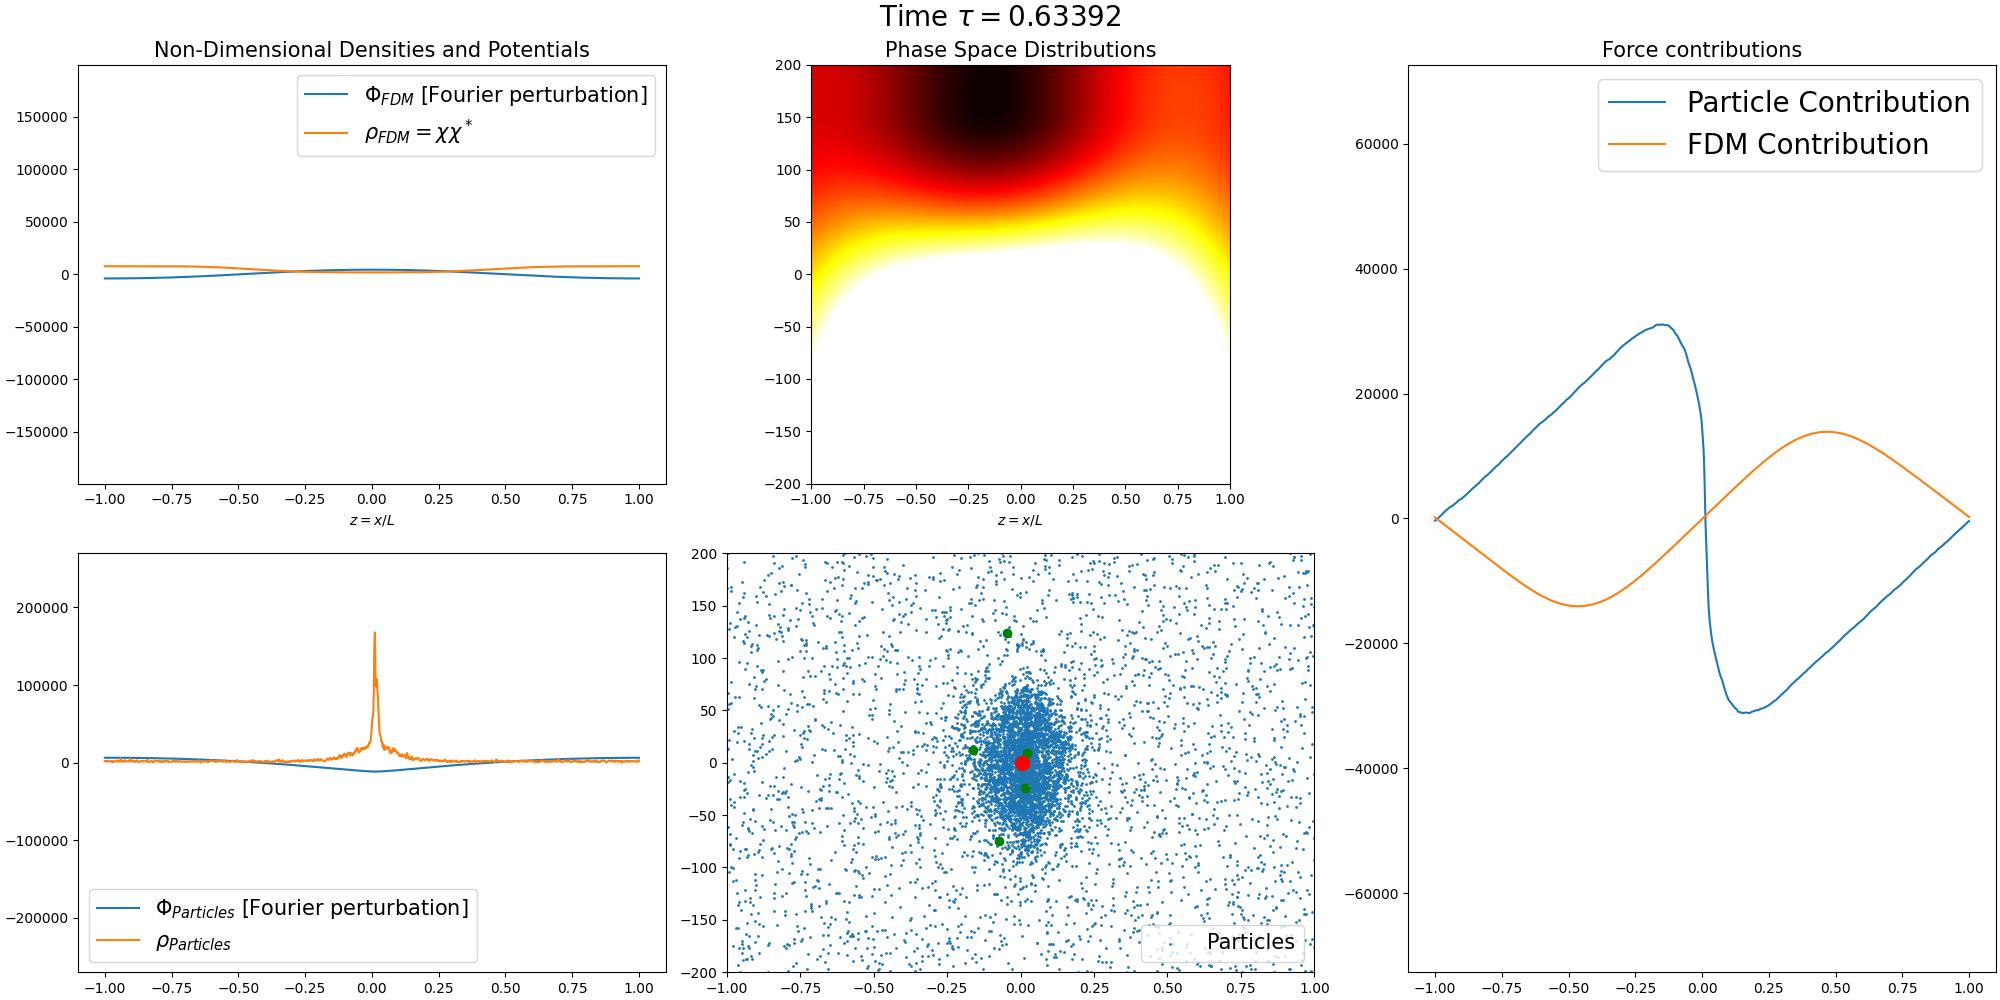 Time τ = 0.63392
Non-Dimensional Densities and Potentials
Φ_FDM [Fourier perturbation]
ρ_FDM = χχ*
150000
100000
50000
0
−50000
−100000
−150000
−1.00 −0.75 −0.50 −0.25 0.00 0.25 0.50 0.75 1.00
z = x/L
Phase Space Distributions
200
150
100
50
0
−50
−100
−150
−200
−1.00 −0.75 −0.50 −0.25 0.00 0.25 0.50 0.75 1.00
z = x/L
Force contributions
Particle Contribution
FDM Contribution
60000
40000
20000
0
−20000
−40000
−60000
−1.00 −0.75 −0.50 −0.25 0.00 0.25 0.50 0.75 1.00
200000
100000
0
−100000
−200000
Φ_Particles [Fourier perturbation]
ρ_Particles
−1.00 −0.75 −0.50 −0.25 0.00 0.25 0.50 0.75 1.00
200
150
100
50
0
−50
−100
−150
−200
Particles
−1.00 −0.75 −0.50 −0.25 0.00 0.25 0.50 0.75 1.00